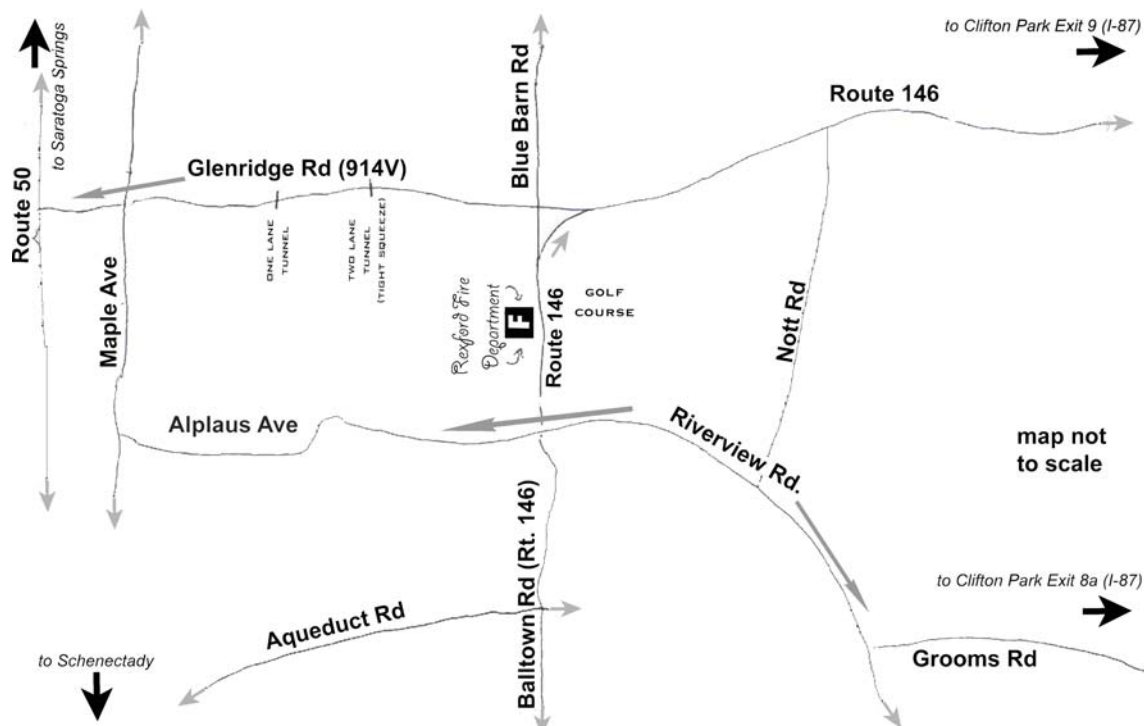 to Clifton Park Exit 9 (I-87)
to Saratoga Springs
Route 50
Blue Barn Rd
Route 146
Glenridge Rd (914V)
Maple Ave
ONE LANE
TUNNEL
TWO LANE
TUNNEL
(TIGHT SQUEEZE)
Rexford Fire
Department
F
Route 146
GOLF
COURSE
Nott Rd
Alplaus Ave
Riverview Rd.
map not
to scale
Balltown Rd (Rt. 146)
Aqueduct Rd
to Clifton Park Exit 8a (I-87)
Grooms Rd
to Schenectady